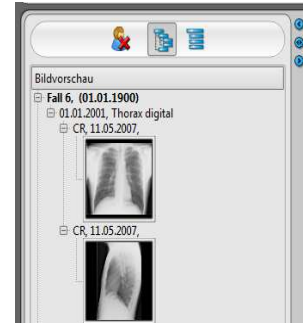 Bildvorschau
Fall 6, (01.01.1900)
01.01.2001, Thorax digital
CR, 11.05.2007,
CR, 11.05.2007,